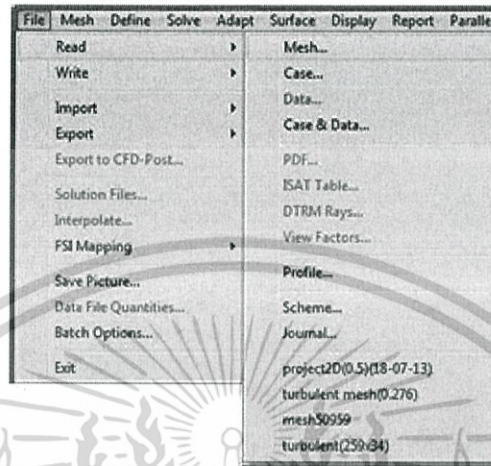 File Mesh Define Solve Adapt Surface Display Report Paralle
Read
Write
Import
Export
Export to CFD-Post...
Solution Files...
Interpolate...
FSI Mapping
Save Picture...
Data File Quantities...
Batch Options...
Exit
Mesh...
Case...
Data...
Case & Data...
PDF...
ISAT Table...
DTRM Rays...
View Factors...
Profile...
Scheme...
Journal...
project2D(0.5)(18-07-13)
turbulent mesh(0.276)
mesh50959
turbulent(259x34)